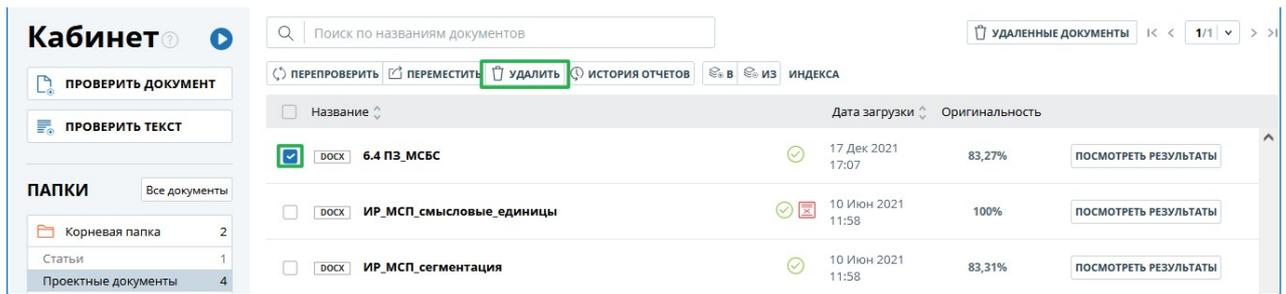 Кабинет ?
Поиск по названиям документов
УДАЛЕННЫЕ ДОКУМЕНТЫ |< < 1/1 > >|
ПРОВЕРИТЬ ДОКУМЕНТ
ПРОВЕРИТЬ ТЕКСТ
ПЕРЕПРОВЕРИТЬ ПЕРЕМЕСТИТЬ УДАЛИТЬ ИСТОРИЯ ОТЧЕТОВ В ИЗ ИНДЕКСА
Название Дата загрузки Оригинальность
DOCX 6.4 ПЗ_МСБС 17 Дек 2021
17:07 83,27% ПОСМОТРЕТЬ РЕЗУЛЬТАТЫ
DOCX ИР_МСП_смысловые_единицы 10 Июн 2021
11:58 100% ПОСМОТРЕТЬ РЕЗУЛЬТАТЫ
DOCX ИР_МСП_сегментация 10 Июн 2021
11:58 83,31% ПОСМОТРЕТЬ РЕЗУЛЬТАТЫ
ПАПКИ Все документы
Корневая папка 2
Статьи 1
Проектные документы 4